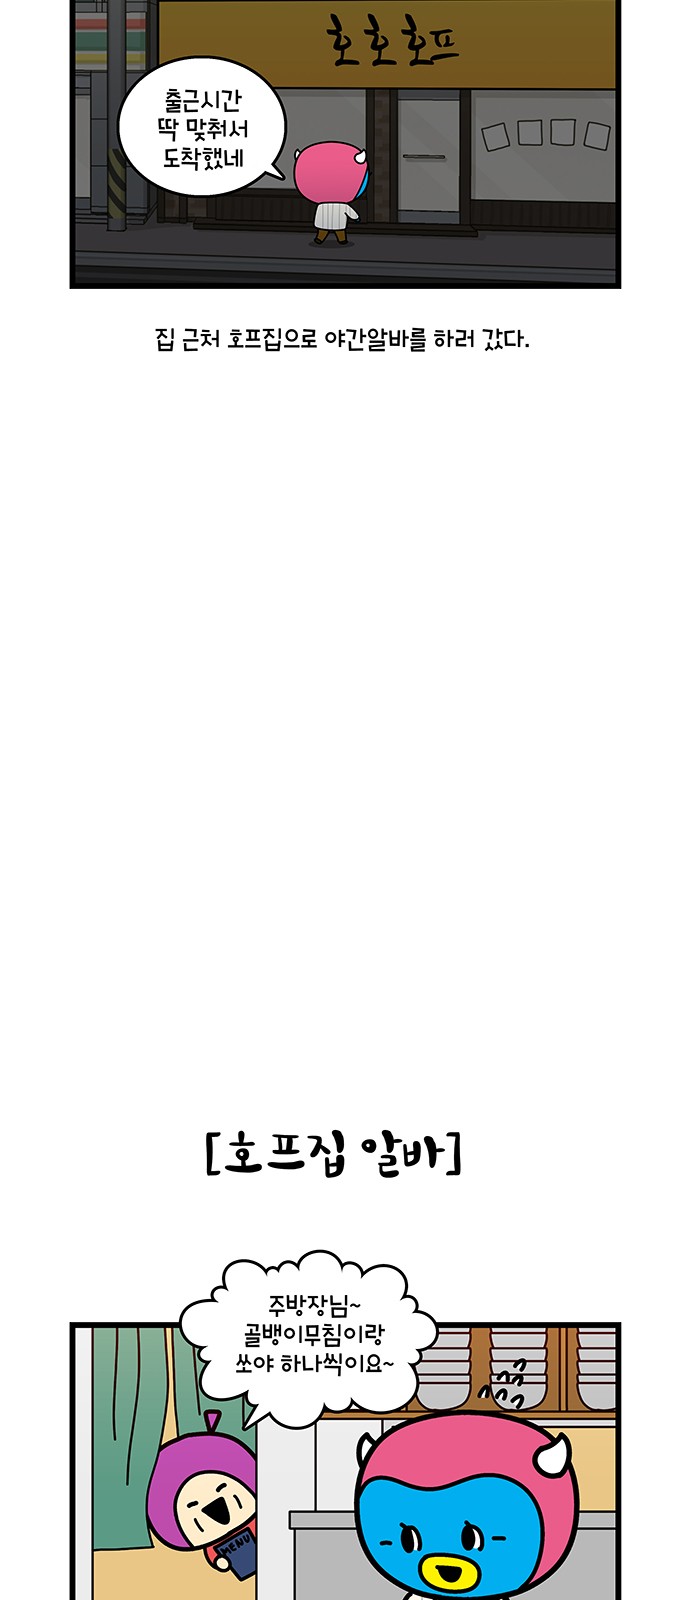 호호호프
출근시간
딱 맞춰서
도착했네
집 근처 호프집으로 야간알바를 하러 갔다.
[호프집 알바]
주방장님~
골뱅이무침이랑
쏘야 하나씩이요~
ㅋㅋㅋ
ㅋㅋㅋ
MENU